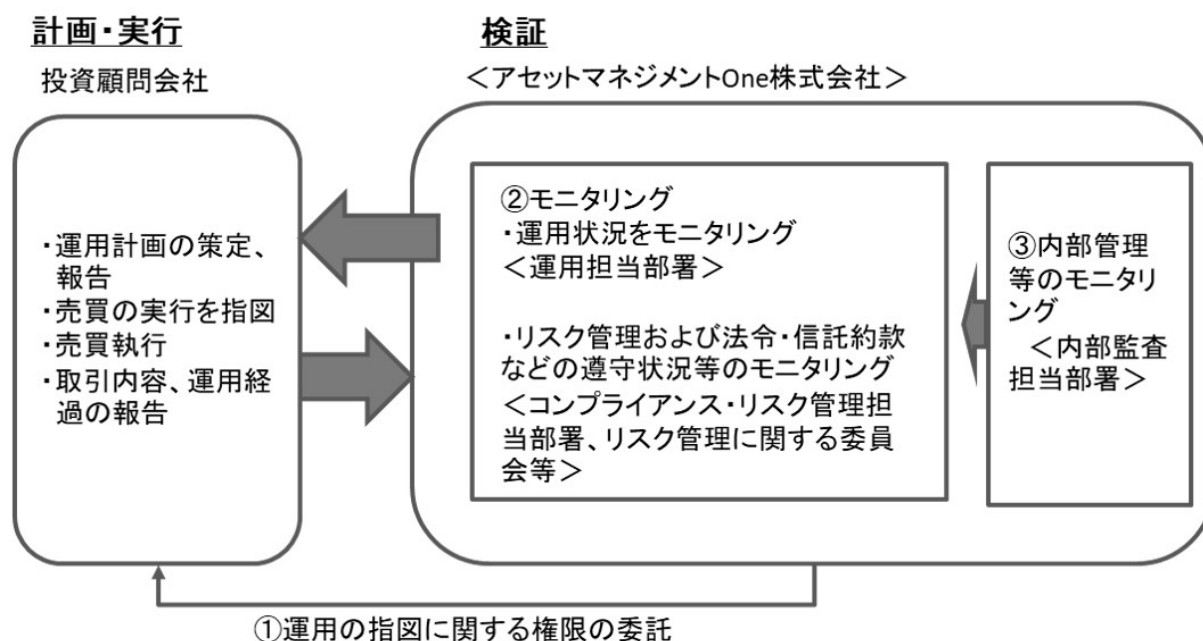 計画・実行
投資顧問会社
・運用計画の策定、
報告
・売買の実行を指図
・売買執行
・取引内容、運用経
過の報告
検証
＜アセットマネジメントOne株式会社＞
②モニタリング
・運用状況をモニタリング
＜運用担当部署＞
・リスク管理および法令・信託約款
などの遵守状況等のモニタリング
＜コンプライアンス・リスク管理担
当部署、リスク管理に関する委員
会等＞
③内部管理
等のモニタリ
ング
＜内部監査
担当部署＞
①運用の指図に関する権限の委託